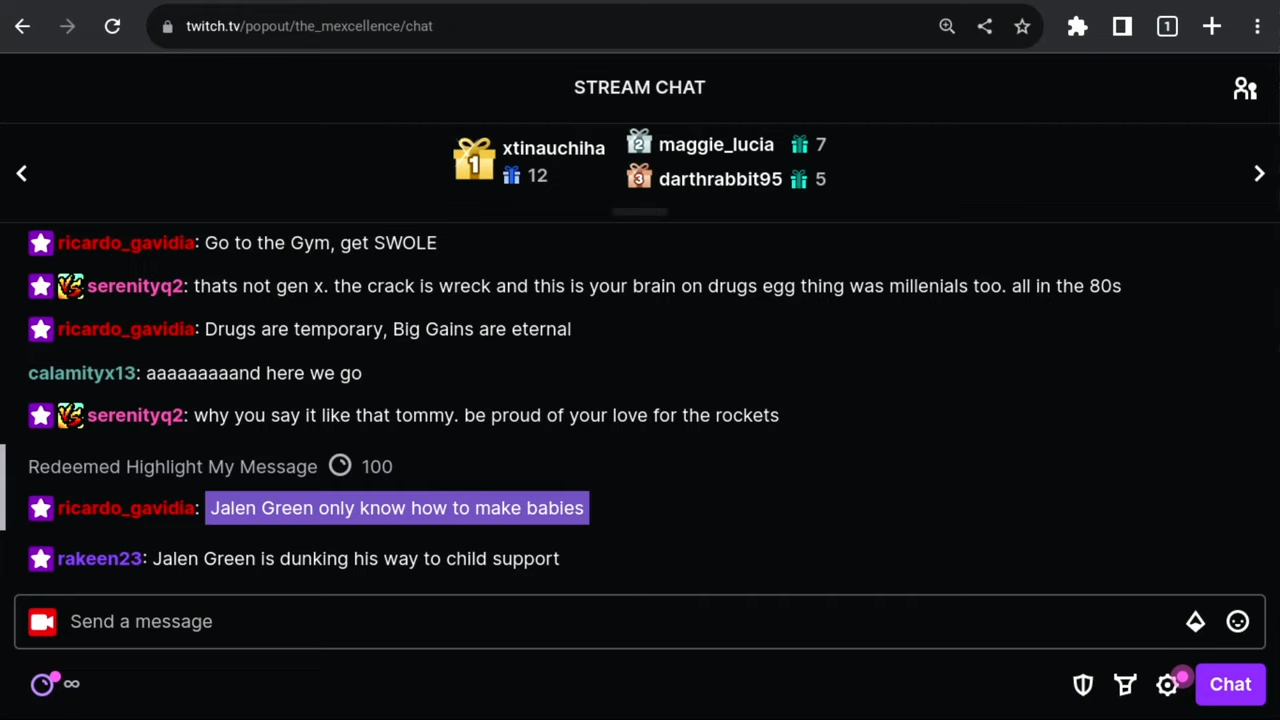 twitch.tv/popout/the_mexcellence/chat
1
STREAM CHAT
1 xtinauchiha 12
2 maggie_lucia 7
3 darthrabbit95 5
ricardo_gavidia: Go to the Gym, get SWOLE
serenityq2: thats not gen x. the crack is wreck and this is your brain on drugs egg thing was millenials too. all in the 80s
ricardo_gavidia: Drugs are temporary, Big Gains are eternal
calamityx13: aaaaaaaaand here we go
serenityq2: why you say it like that tommy. be proud of your love for the rockets
Redeemed Highlight My Message 100
ricardo_gavidia: Jalen Green only know how to make babies
rakeen23: Jalen Green is dunking his way to child support
Send a message
∞
Chat